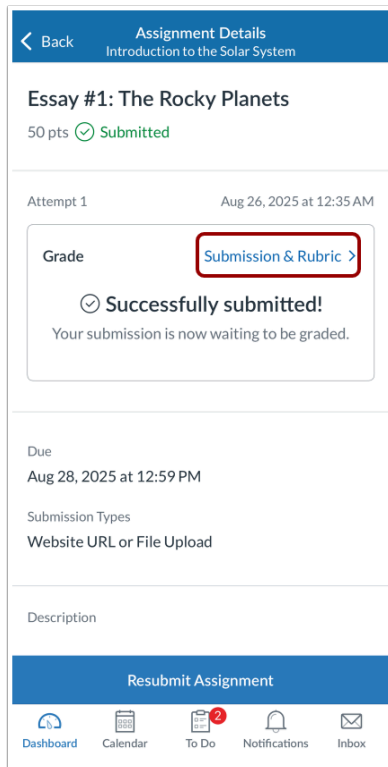 Back
Assignment Details
Introduction to the Solar System
Essay #1: The Rocky Planets
50 pts Submitted
Attempt 1 Aug 26, 2025 at 12:35 AM
Grade Submission & Rubric >
Successfully submitted!
Your submission is now waiting to be graded.
Due
Aug 28, 2025 at 12:59 PM
Submission Types
Website URL or File Upload
Description
Resubmit Assignment
2
Dashboard Calendar To Do Notifications Inbox